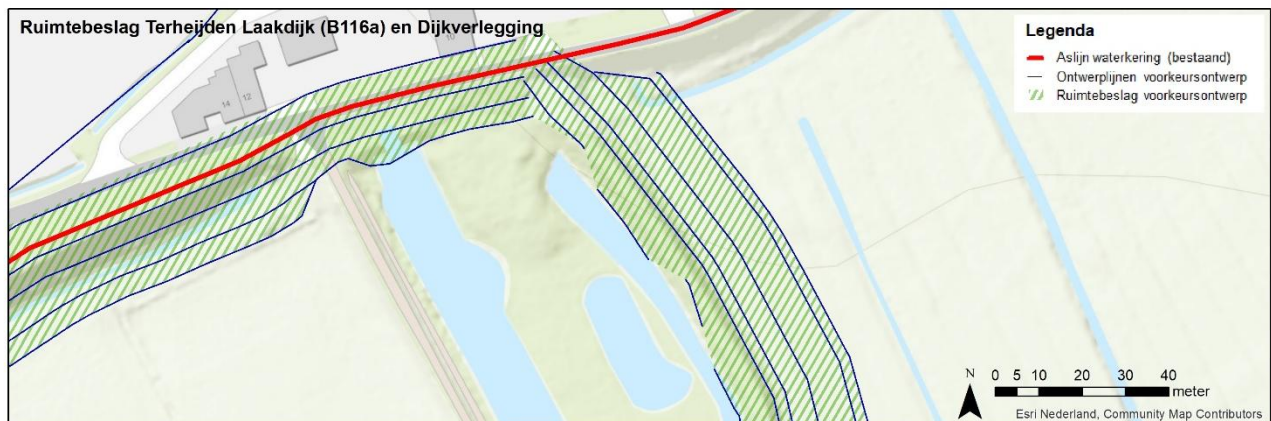 Ruimtebeslag Terheijden Laakdijk (B116a) en Dijkverlegging
10
14
12
Legenda
Aslijn waterkering (bestaand)
Ontwerplijnen voorkeursontwerp
Ruimtebeslag voorkeursontwerp
N
0 5 10 20 30 40
meter
Esri Nederland, Community Map Contributors